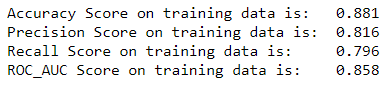 Accuracy Score on training data is:   0.881
Precision Score on training data is:  0.816
Recall Score on training data is:     0.796
ROC_AUC Score on training data is:    0.858